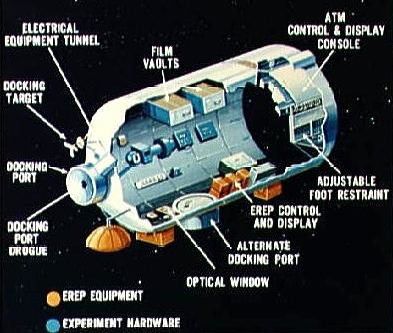 ELECTRICAL
EQUIPMENT TUNNEL
FILM
VAULTS
ATM
CONTROL & DISPLAY
CONSOLE
DOCKING
TARGET
DOCKING
PORT
DOCKING
PORT
DROGUE
ADJUSTABLE
FOOT RESTRAINT
EREP CONTROL
AND DISPLAY
ALTERNATE
DOCKING PORT
OPTICAL WINDOW
EREP EQUIPMENT
EXPERIMENT HARDWARE